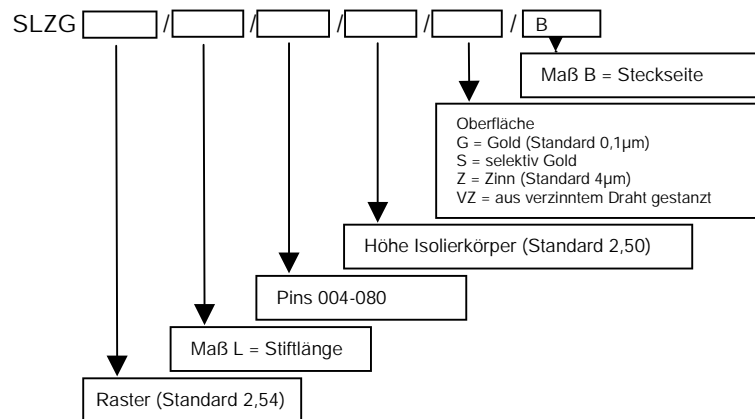 SLZG / / / / / B
Maß B = Steckseite
Oberfläche
G = Gold (Standard 0,1µm)
S = selektiv Gold
Z = Zinn (Standard 4µm)
VZ = aus verzinntem Draht gestanzt
Höhe Isolierkörper (Standard 2,50)
Pins 004-080
Maß L = Stiftlänge
Raster (Standard 2,54)